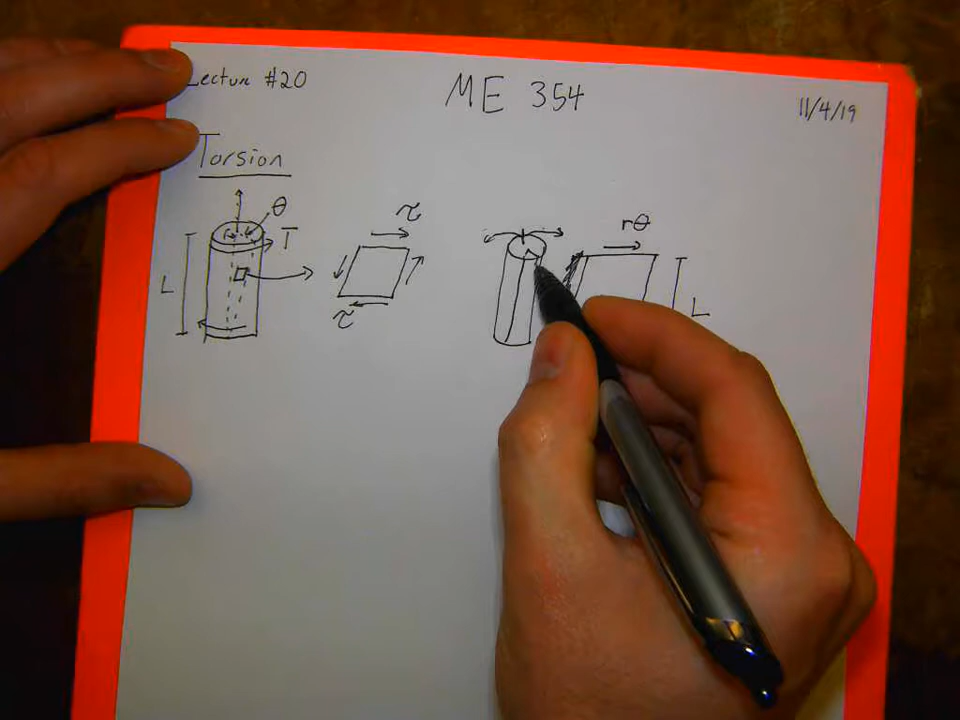 Lecture #20
ME 354
11/4/19
Torsion
θ
T
L
τ
τ
rθ
L